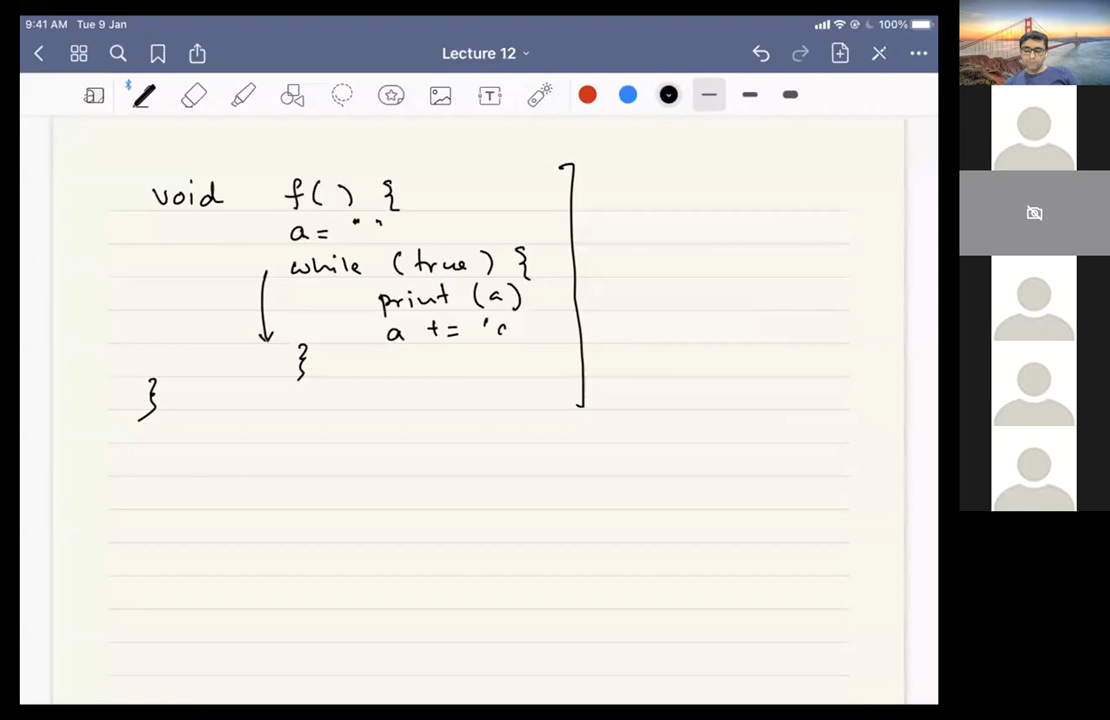 9:41 AM Tue 9 Jan
100%
Lecture 12
T
void f() {
a = " "
while (true) {
print (a)
a += 'c
}
}